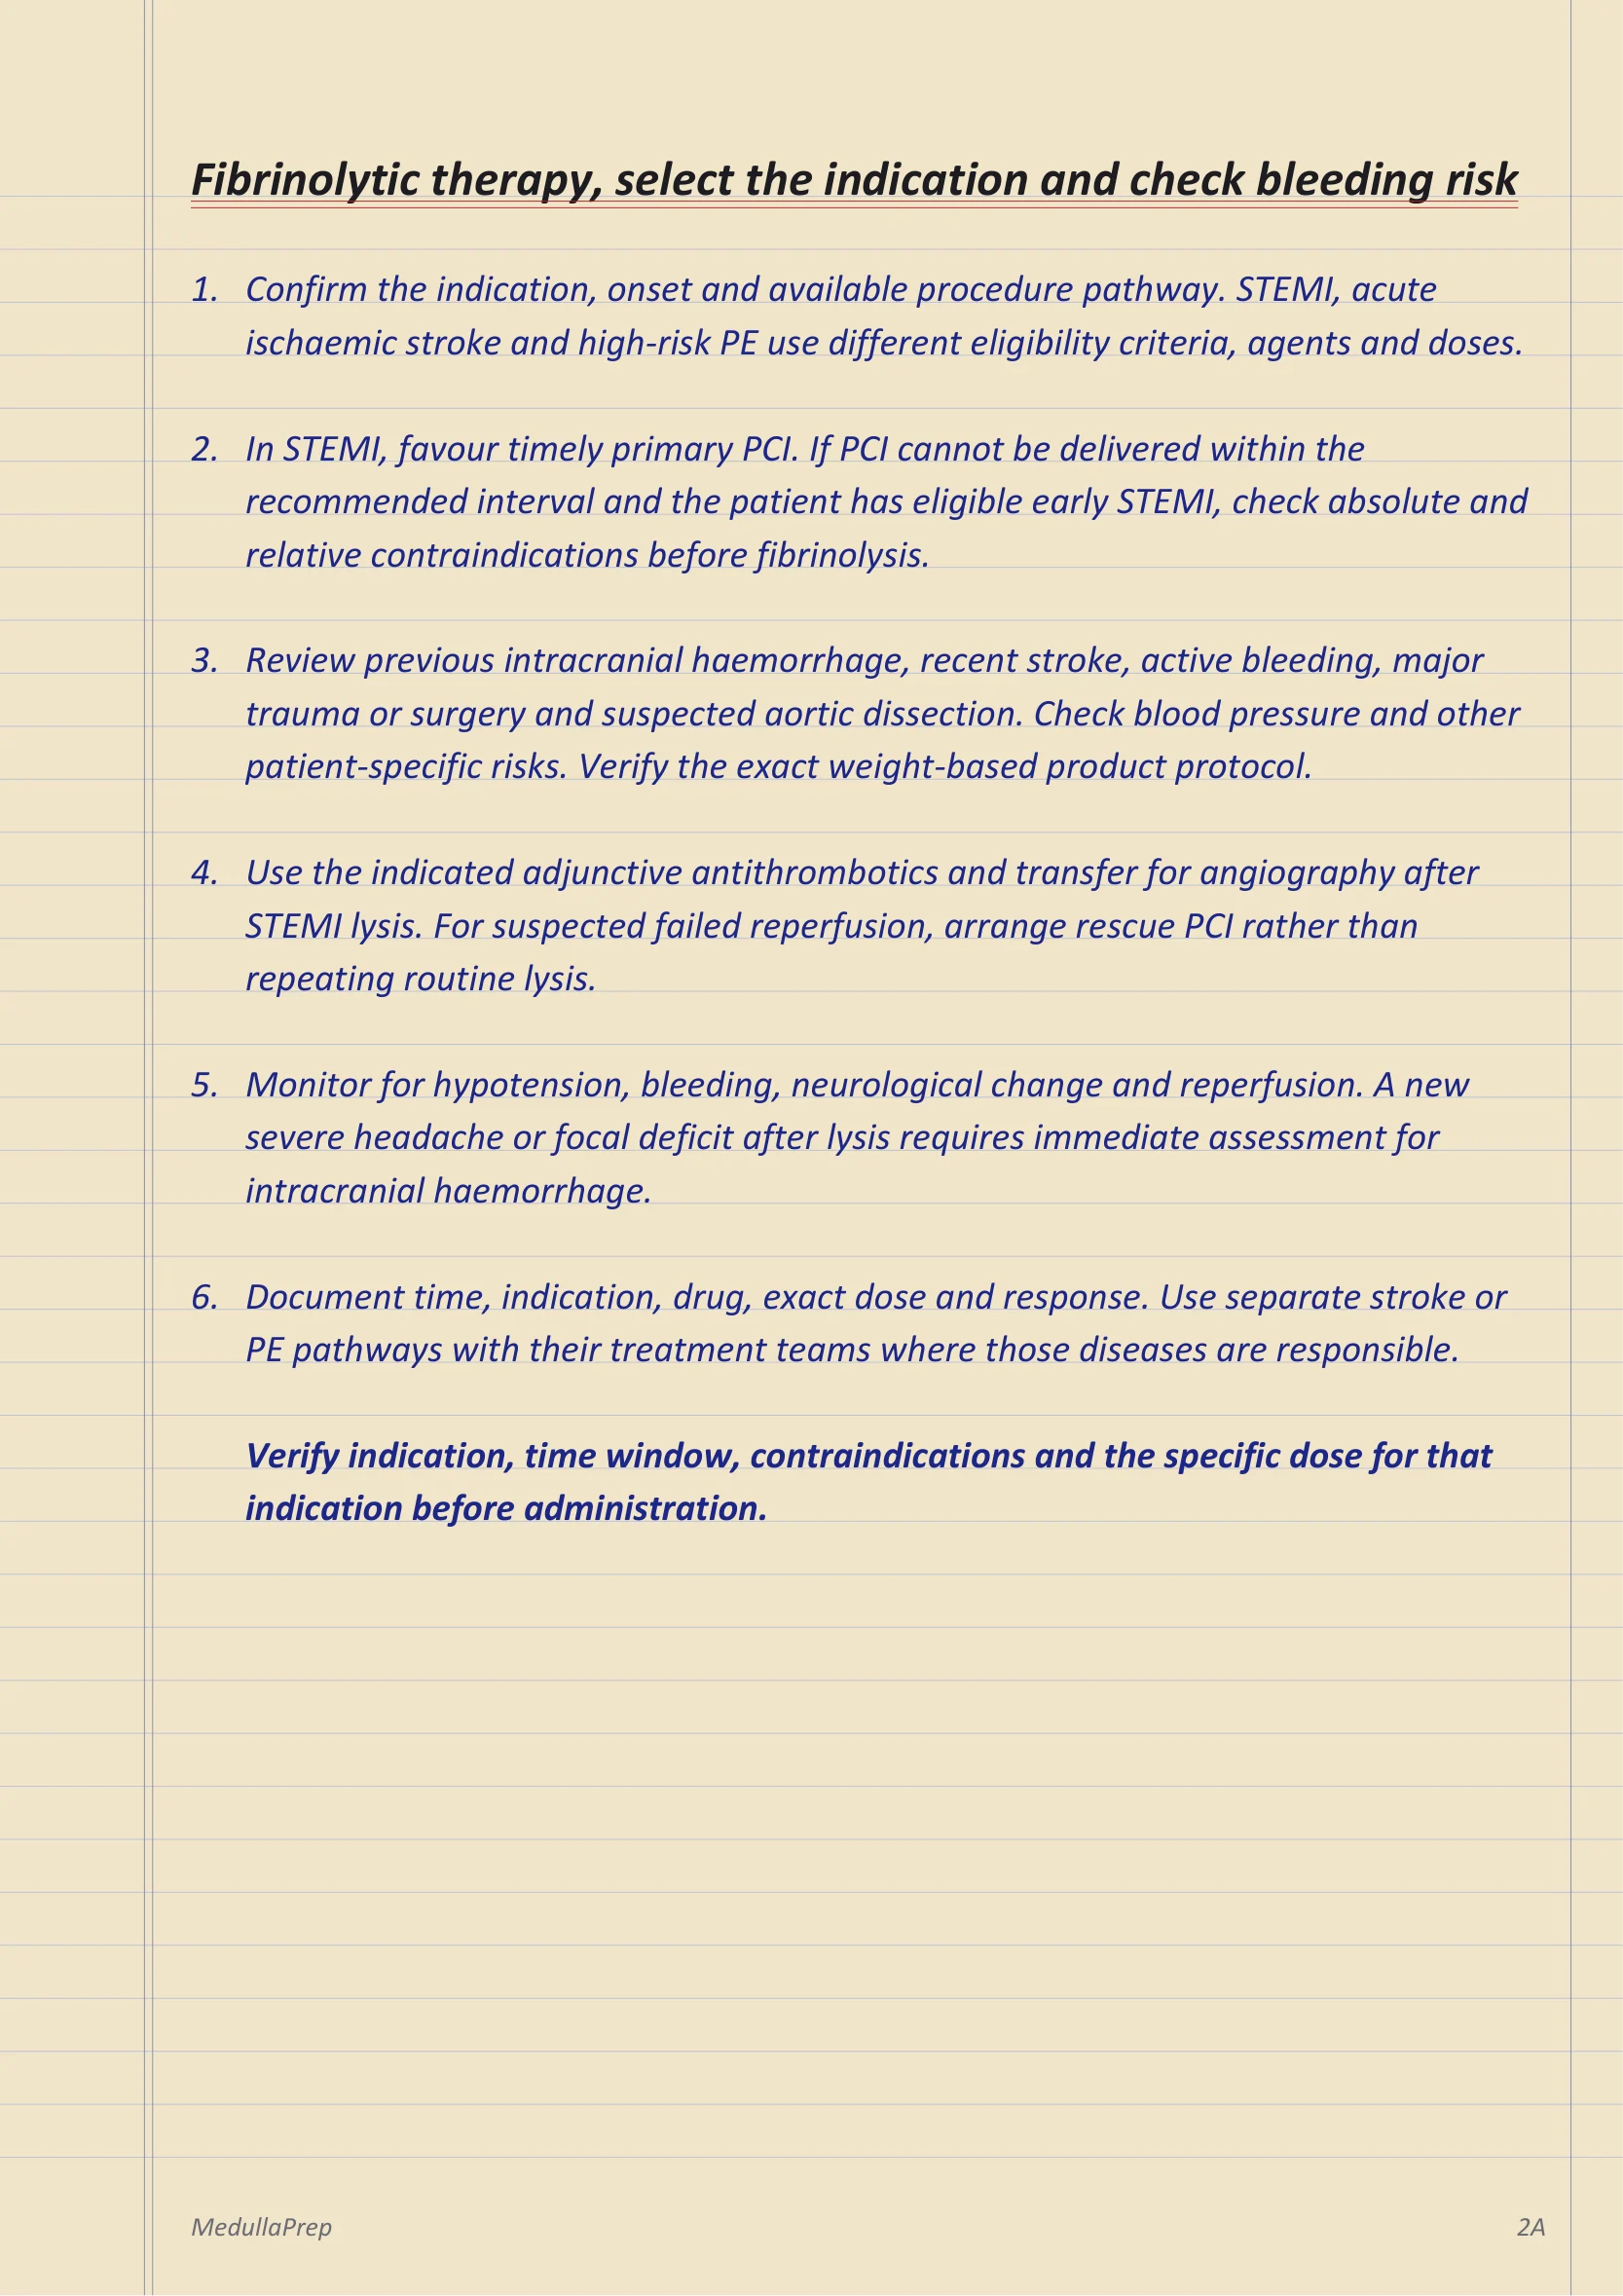 Fibrinolytic therapy, select the indication and check bleeding risk
1. Confirm the indication, onset and available procedure pathway. STEMI, acute
ischaemic stroke and high-risk PE use different eligibility criteria, agents and doses.
2. In STEMI, favour timely primary PCI. If PCI cannot be delivered within the
recommended interval and the patient has eligible early STEMI, check absolute and
relative contraindications before fibrinolysis.
3. Review previous intracranial haemorrhage, recent stroke, active bleeding, major
trauma or surgery and suspected aortic dissection. Check blood pressure and other
patient-specific risks. Verify the exact weight-based product protocol.
4. Use the indicated adjunctive antithrombotics and transfer for angiography after
STEMI lysis. For suspected failed reperfusion, arrange rescue PCI rather than
repeating routine lysis.
5. Monitor for hypotension, bleeding, neurological change and reperfusion. A new
severe headache or focal deficit after lysis requires immediate assessment for
intracranial haemorrhage.
6. Document time, indication, drug, exact dose and response. Use separate stroke or
PE pathways with their treatment teams where those diseases are responsible.
Verify indication, time window, contraindications and the specific dose for that
indication before administration.
MedullaPrep
2A